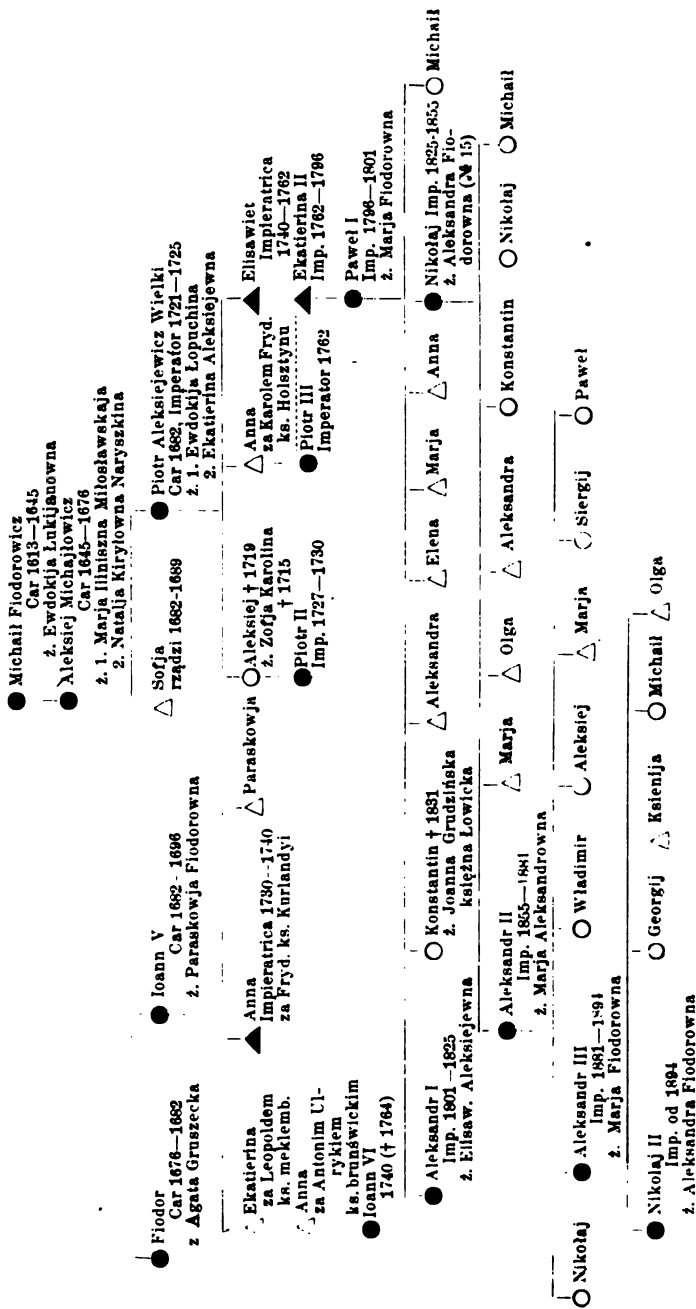 Michaił Fiodorowicz
Car 1613—1645
ż. Ewdokija Łukijanowna
Aleksiej Michajłowicz
Car 1645—1676
ż. 1. Marja Iliniszna Miłosławskaja
2. Natalja Kiryłowna Naryszkina
Fiodor
Car 1676—1682
z Agata Gruszecka
Ioann V
Car 1682-1696
ż. Paraskowja Fiodorowna
Sofja
rządzi 1682-1689
Piotr Aleksiejewicz Wielki
Car 1682, Imperator 1721—1725
ż. 1. Ewdokija Łopuchina
2. Ekatierina Aleksiejewna
Ekatierina
za Leopoldem
ks. meklemb.
Anna
za Antonim Ul-
rykiem
ks. brunświckim
Ioann VI
1740 († 1764)
Anna
Impieratrica 1730--1740
za Fryd. ks. Kurlandyi
Paraskowja
Aleksiej † 1719
ż. Zofja Karolina
† 1715
Piotr II
Imp. 1727—1730
Anna
za Karolem Fryd.
ks. Holsztynu
Piotr III
Imperator 1762
Elisawiet
Impieratrica
1740—1762
Ekatierina II
Imp. 1762—1796
Paweł I
Imp. 1796—1801
ż. Marja Fiodorowna
Aleksandr I
Imp. 1801—1825
ż. Elisaw. Aleksiejewna
Konstantin † 1831
ż. Joanna Grudzińska
księżna Łowicka
Aleksandra
Elena
Marja
Anna
Nikołaj Imp. 1825-1855
ż. Aleksandra Fio-
dorowna (№ 15)
Michaił
Aleksandr II
Imp. 1855—1881
ż. Marja Aleksandrowna
Marja
Olga
Aleksandra
Konstantin
Nikołaj
Michaił
Nikołaj
Aleksandr III
Imp. 1881—1894
ż. Marja Fiodorowna
Władimir
Aleksiej
Marja
Siergij
Paweł
Nikołaj II
Imp. od 1894
ż. Aleksandra Fiodorowna
Georgij
Ksienija
Michaił
Olga